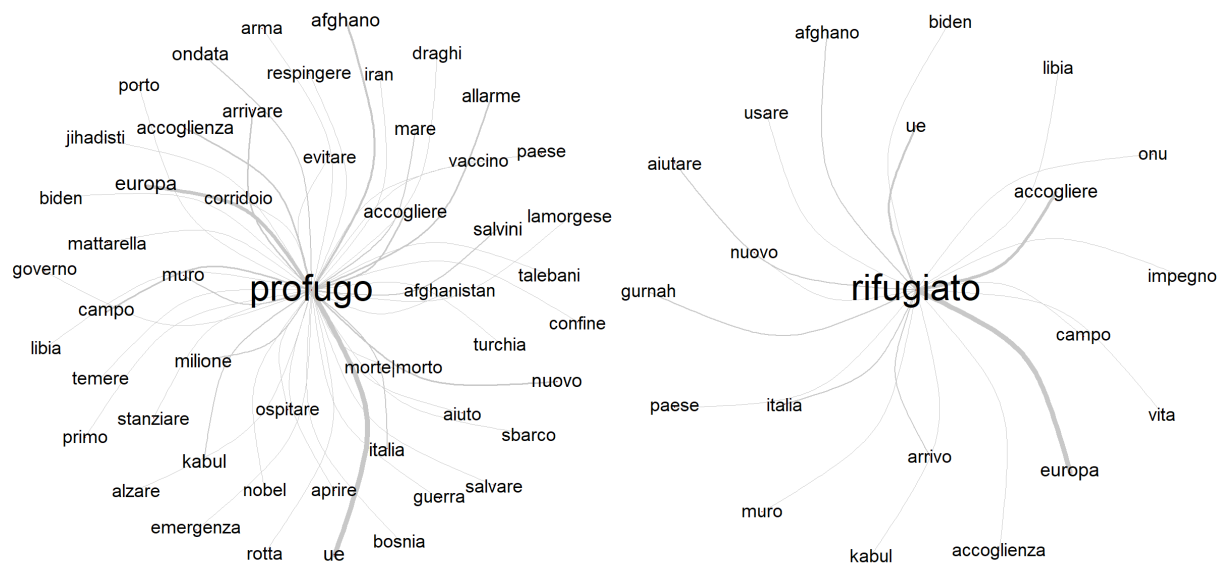 arma
afghano
ondata
respingere
iran
draghi
porto
arrivare
allarme
accoglienza
mare
jihadisti
evitare
vaccino
paese
europa
biden
corridoio
accogliere
lamorgese
salvini
mattarella
governo
muro
profugo
afghanistan
talebani
campo
confine
libia
milione
turchia
temere
morte|morto
nuovo
stanziare
ospitare
aiuto
primo
sbarco
kabul
italia
alzare
nobel
aprire
guerra
salvare
emergenza
rotta
ue
bosnia
afghano
biden
libia
usare
ue
onu
aiutare
accogliere
nuovo
gurnah
rifugiato
impegno
campo
paese
italia
vita
arrivo
europa
muro
kabul
accoglienza